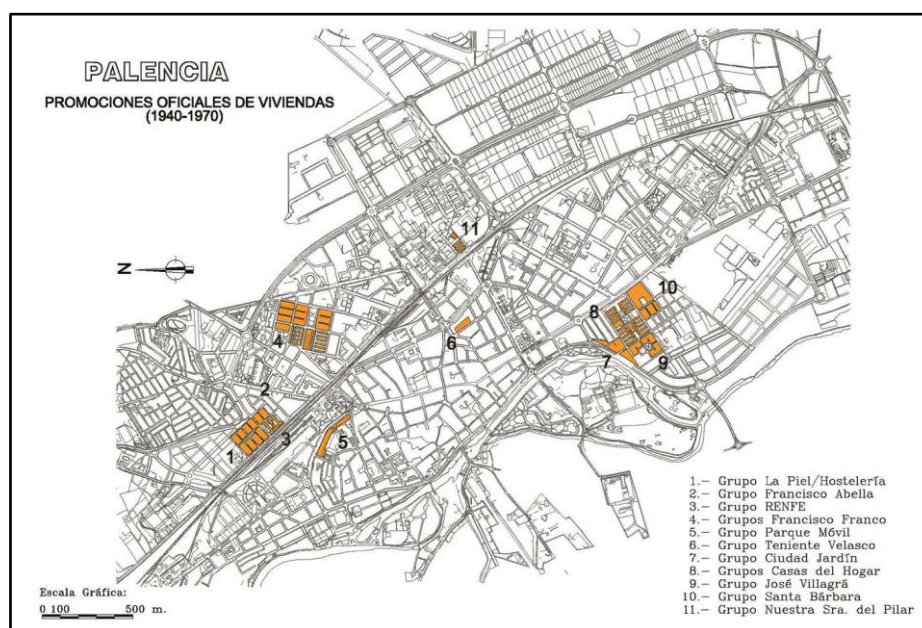 PALENCIA
PROMOCIONES OFICIALES DE VIVIENDAS
(1940-1970)
N
11
10
8
4
6
7
9
2
1
3
5
1.- Grupo La Piel/Hostelería
2.- Grupo Francisco Abella
3.- Grupo RENFE
4.- Grupos Francisco Franco
5.- Grupo Parque Móvil
6.- Grupo Teniente Velasco
7.- Grupo Ciudad Jardín
8.- Grupos Casas del Hogar
9.- Grupo José Villagrá
10.- Grupo Santa Bárbara
11.- Grupo Nuestra Sra. del Pilar
Escala Gráfica:
0 100 500 m.